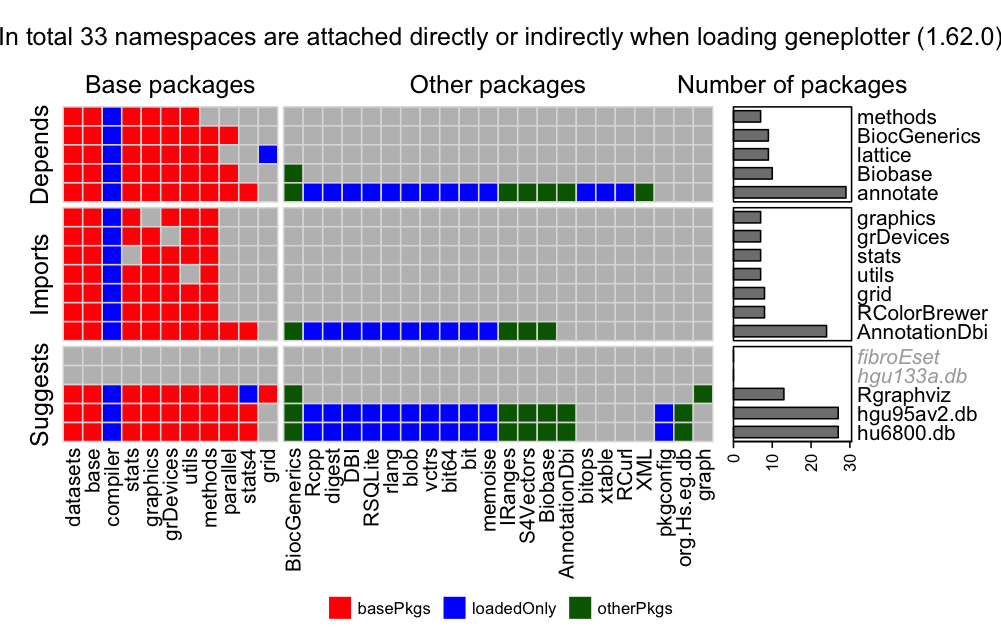 In total 33 namespaces are attached directly or indirectly when loading geneplotter (1.62.0)
Base packages
Other packages
Number of packages
Depends
methods
BiocGenerics
lattice
Biobase
annotate
Imports
graphics
grDevices
stats
utils
grid
RColorBrewer
AnnotationDbi
Suggests
fibroEset
hgu133a.db
Rgraphviz
hgu95av2.db
hu6800.db
datasets
base
compiler
stats
graphics
grDevices
utils
methods
parallel
stats4
grid
BiocGenerics
Rcpp
digest
DBI
RSQLite
rlang
blob
vctrs
bit64
bit
memoise
IRanges
S4Vectors
Biobase
AnnotationDbi
bitops
xtable
RCurl
XML
pkgconfig
org.Hs.eg.db
graph
0
10
20
30
basePkgs
loadedOnly
otherPkgs